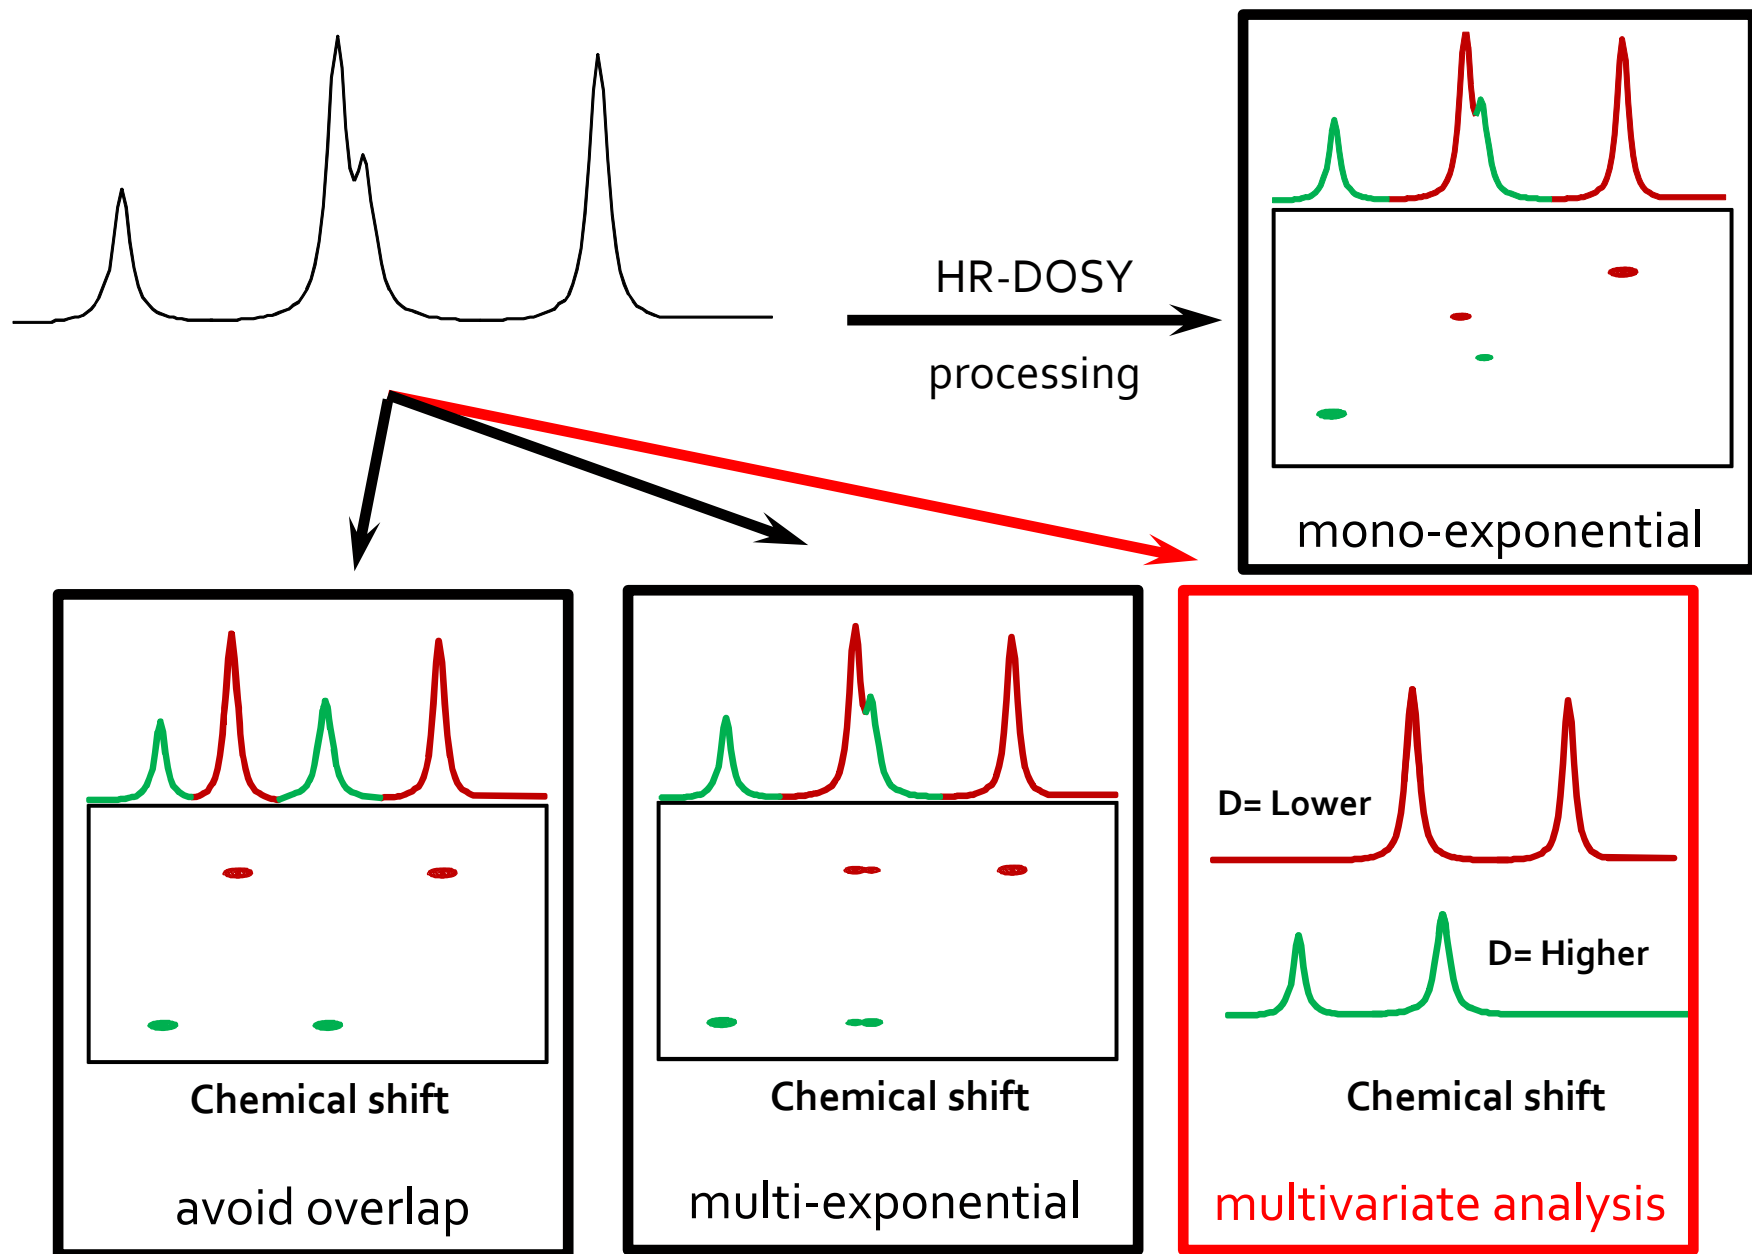 HR-DOSY
processing
mono-exponential
D= Lower
D= Higher
Chemical shift
Chemical shift
Chemical shift
avoid overlap
multi-exponential
multivariate analysis